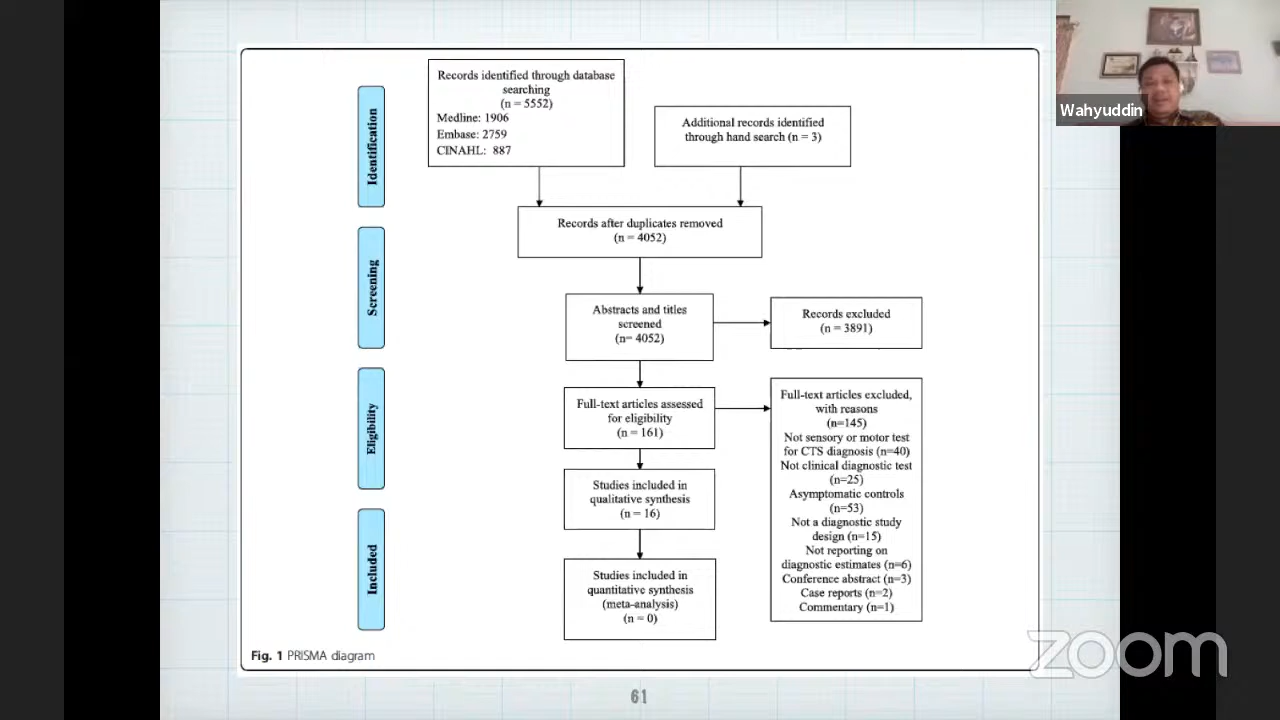 Records identified through database
searching
(n = 5552)
Medline: 1906
Embase: 2759
CINAHL: 887
Additional records identified
through hand search (n = 3)
Identification
Records after duplicates removed
(n = 4052)
Screening
Abstracts and titles
screened
(n= 4052)
Records excluded
(n = 3891)
Eligibility
Full-text articles assessed
for eligibility
(n = 161)
Full-text articles excluded,
with reasons
(n=145)
Not sensory or motor test
for CTS diagnosis (n=40)
Not clinical diagnostic test
(n=25)
Asymptomatic controls
(n=53)
Not a diagnostic study
design (n=15)
Not reporting on
diagnostic estimates (n=6)
Conference abstract (n=3)
Case reports (n=2)
Commentary (n=1)
Studies included in
qualitative synthesis
(n = 16)
Included
Studies included in
quantitative synthesis
(meta-analysis)
(n = 0)
Fig. 1 PRISMA diagram
61
Wahyuddin
zoom